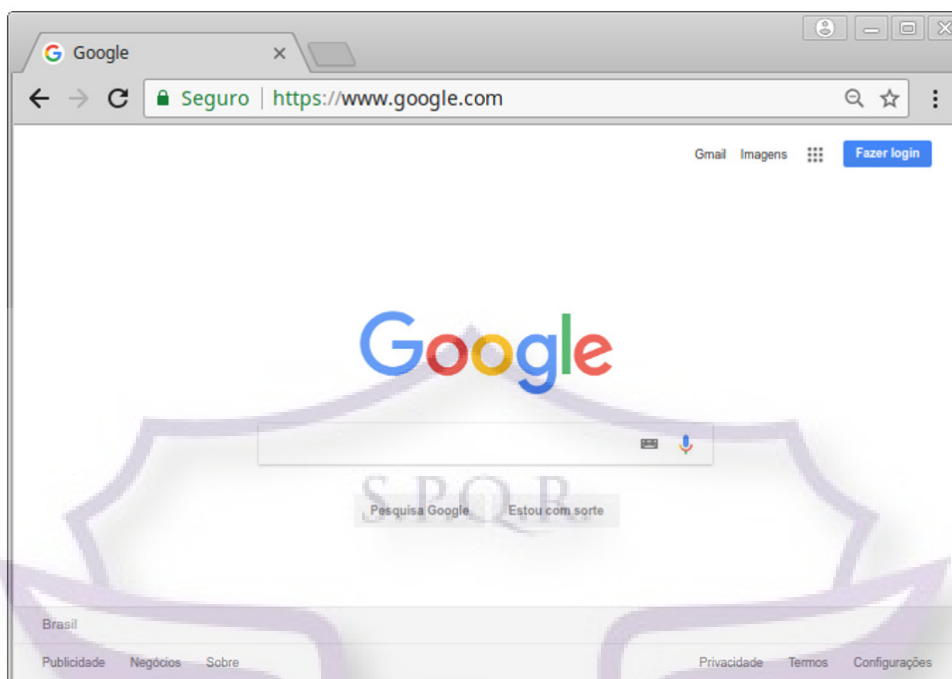 Google
Seguro https://www.google.com
Gmail Imagens Fazer login
Google
S.P.Q.R.
Pesquisa Google Estou com sorte
Brasil
Publicidade Negócios Sobre Privacidade Termos Configurações